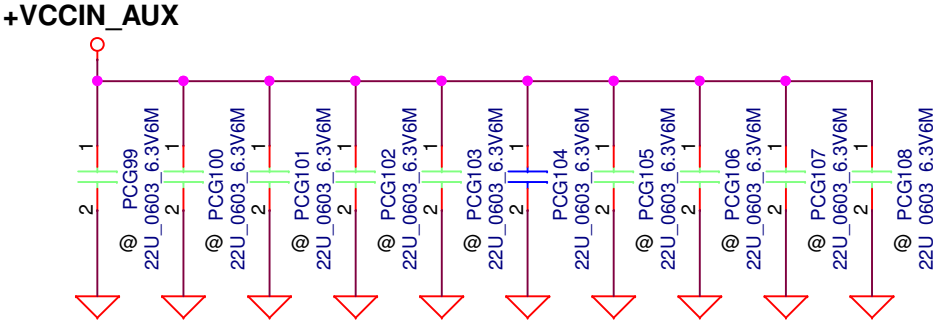 +VCCIN_AUX
2 1
@ PCG99
22U_0603_6.3V6M
2 1
@ PCG100
22U_0603_6.3V6M
2 1
@ PCG101
22U_0603_6.3V6M
2 1
@ PCG102
22U_0603_6.3V6M
2 1
@ PCG103
22U_0603_6.3V6M
2 1
PCG104
22U_0603_6.3V6M
2 1
@ PCG105
22U_0603_6.3V6M
2 1
@ PCG106
22U_0603_6.3V6M
2 1
@ PCG107
22U_0603_6.3V6M
2 1
@ PCG108
22U_0603_6.3V6M